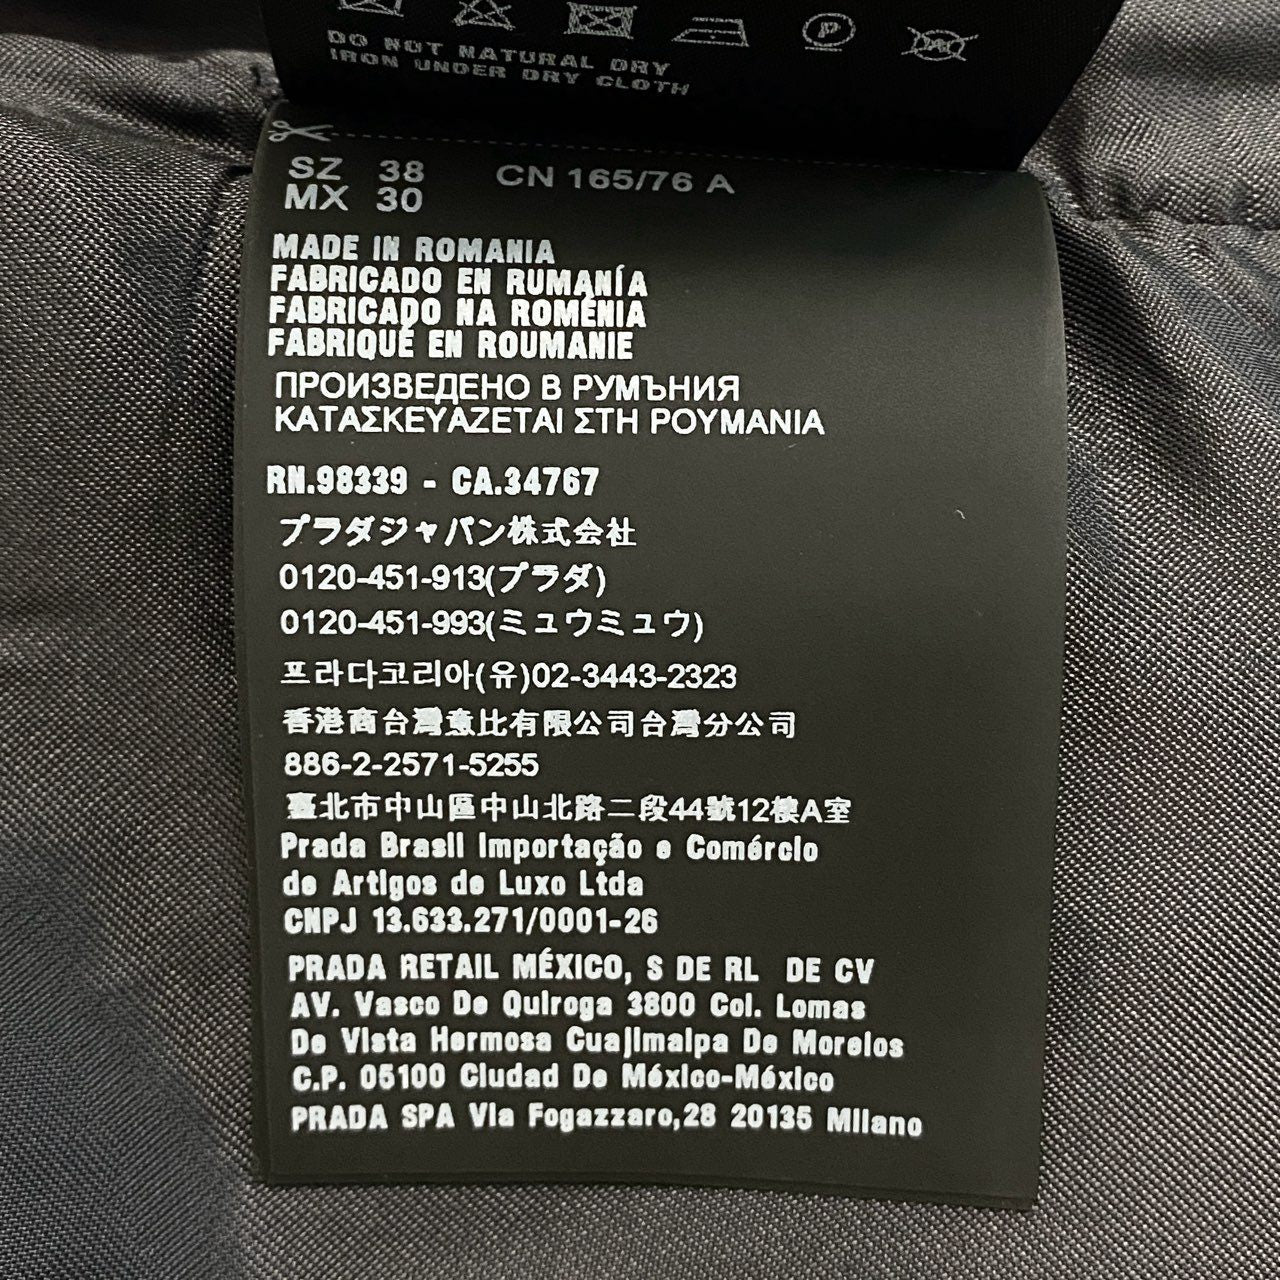 DO NOT NATURAL DRY
IRON UNDER DRY CLOTH
SZ 38 CN 165/76 A
MX 30
MADE IN ROMANIA
FABRICADO EN RUMANÍA
FABRICADO NA ROMÉNIA
FABRIQUÉ EN ROUMANIE
ПРОИЗВЕДЕНО В РУМЪНИЯ
ΚΑΤΑΣΚΕΥΑΖΕΤΑΙ ΣΤΗ ΡΟΥΜΑΝΙΑ
RN.98339 - CA.34767
プラダジャパン株式会社
0120-451-913(プラダ)
0120-451-993(ミュウミュウ)
프라다코리아(유)02-3443-2323
香港商台灣意比有限公司台灣分公司
886-2-2571-5255
臺北市中山區中山北路二段44號12樓A室
Prada Brasil Importação e Comércio
de Artigos de Luxo Ltda
CNPJ 13.633.271/0001-26
PRADA RETAIL MÉXICO, S DE RL DE CV
AV. Vasco De Quiroga 3800 Col. Lomas
De Vista Hermosa Cuajimalpa De Morelos
C.P. 05100 Ciudad De México-México
PRADA SPA Via Fogazzaro,28 20135 Milano